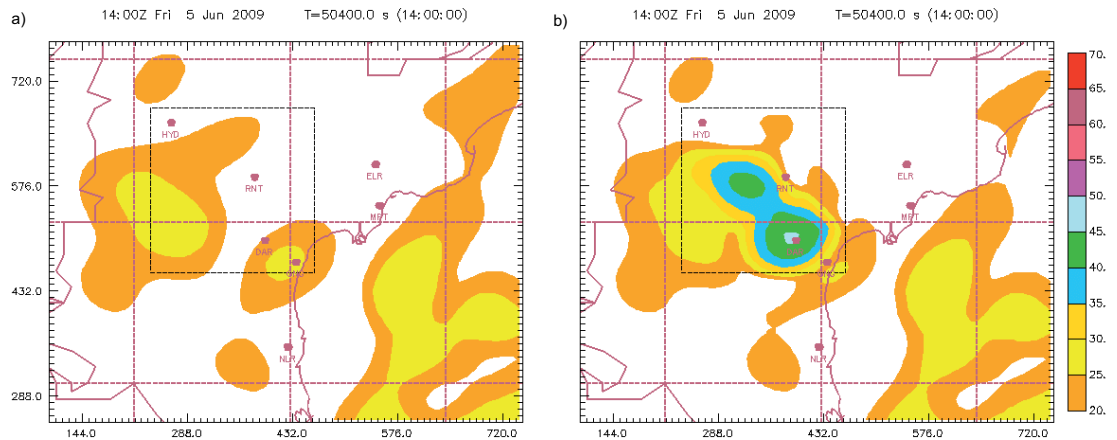 a) 14:00Z Fri 5 Jun 2009 T=50400.0 s (14:00:00)
720.0
576.0
432.0
288.0
144.0 288.0 432.0 576.0 720.0
HYD
RNT
ELR
MPT
DAR
NLR
b) 14:00Z Fri 5 Jun 2009 T=50400.0 s (14:00:00)
720.0
576.0
432.0
288.0
144.0 288.0 432.0 576.0 720.0
HYD
RNT
ELR
MPT
NLR
70.
65.
60.
55.
50.
45.
40.
35.
30.
25.
20.